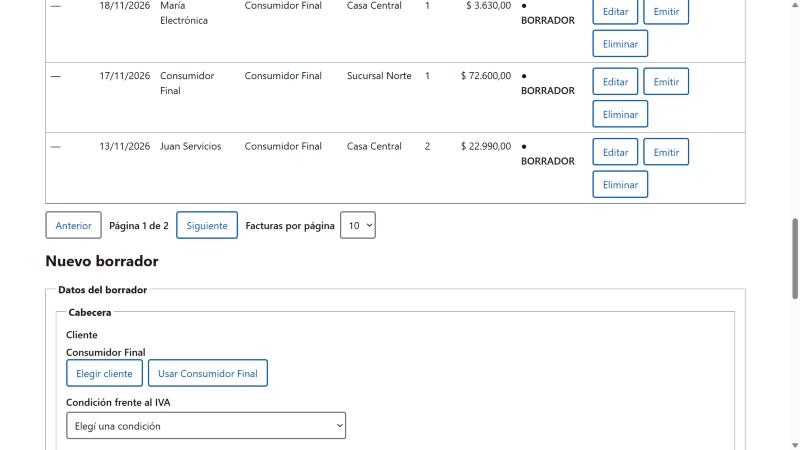 — 18/11/2026 María Electrónica Consumidor Final Casa Central 1 $ 3.630,00 ● BORRADOR Editar Emitir
Eliminar
— 17/11/2026 Consumidor Final Consumidor Final Sucursal Norte 1 $ 72.600,00 ● BORRADOR Editar Emitir
Eliminar
— 13/11/2026 Juan Servicios Consumidor Final Casa Central 2 $ 22.990,00 ● BORRADOR Editar Emitir
Eliminar
Anterior Página 1 de 2 Siguiente Facturas por página 10
Nuevo borrador
Datos del borrador
Cabecera
Cliente
Consumidor Final
Elegir cliente Usar Consumidor Final
Condición frente al IVA
Elegí una condición